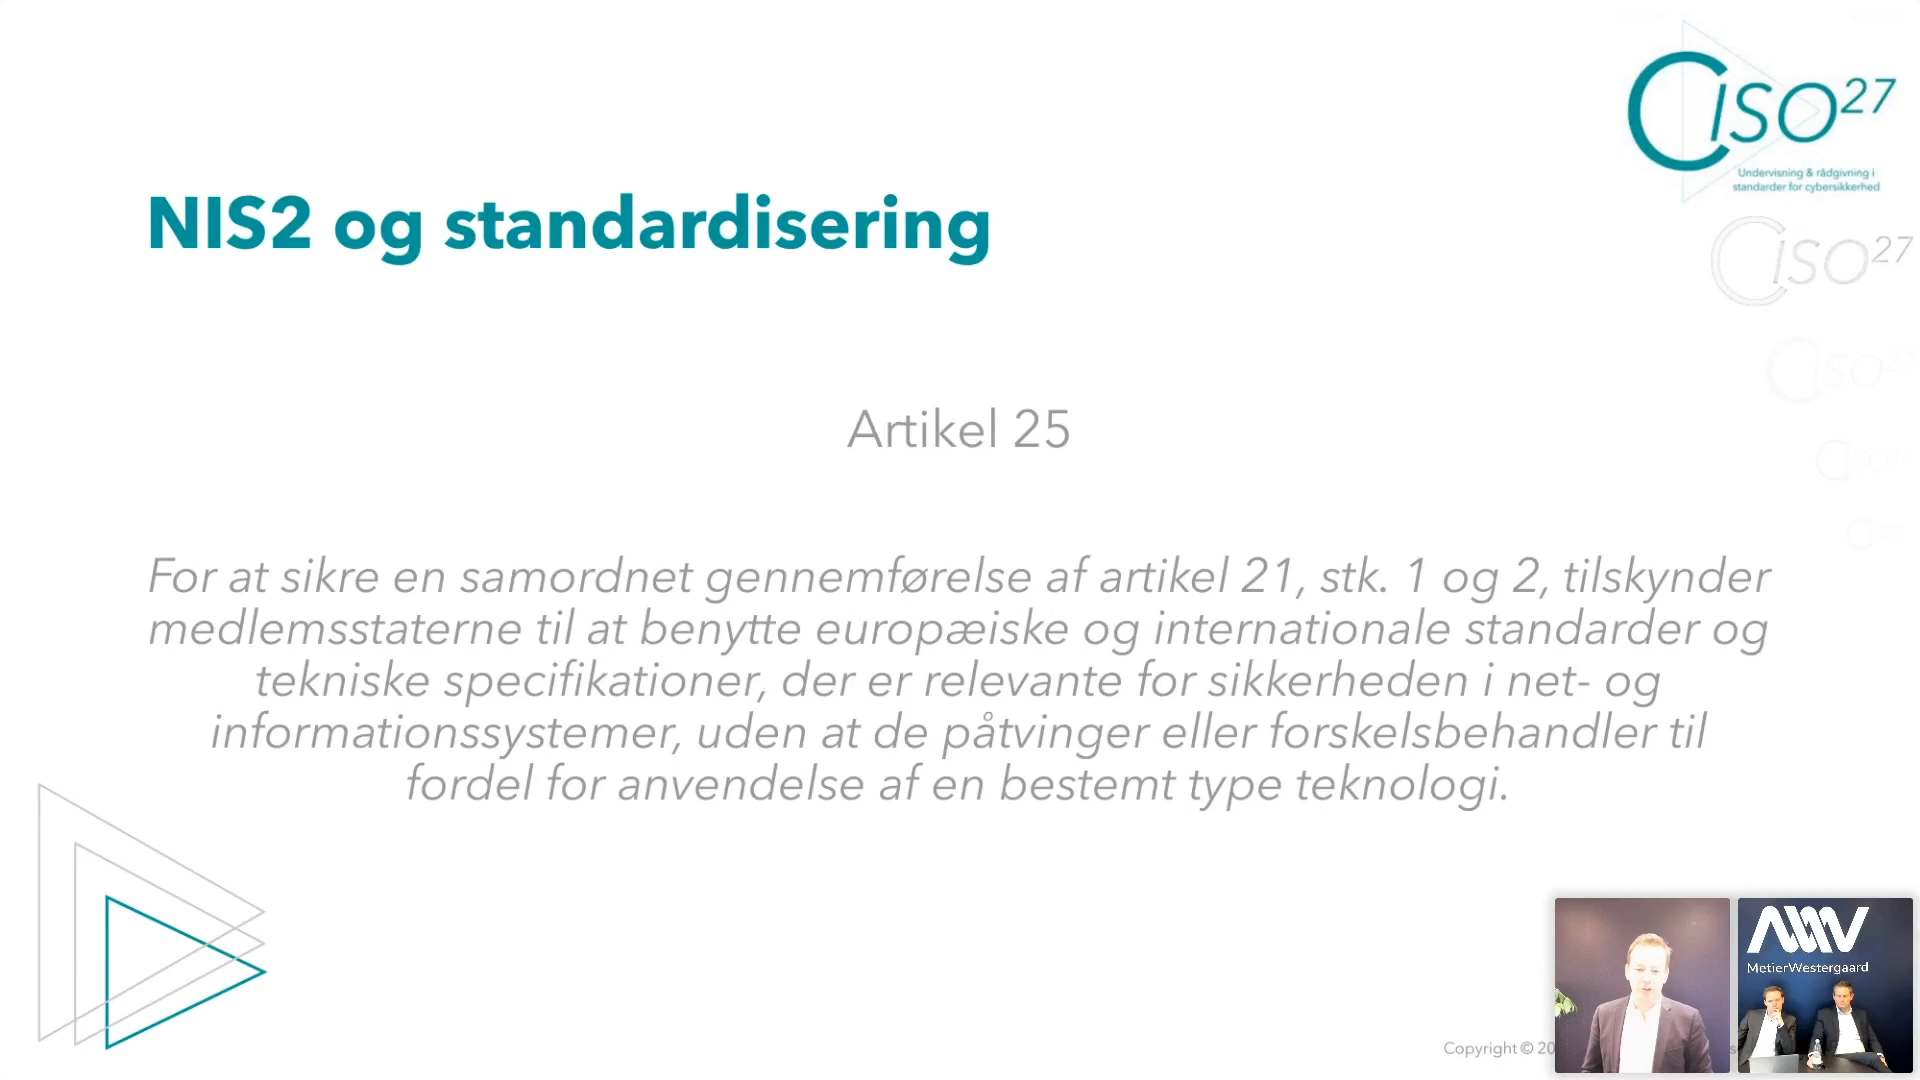 Ciso27
Undervisning & rådgivning i
standarder for cybersikkerhed
Ciso27
NIS2 og standardisering
Artikel 25
For at sikre en samordnet gennemførelse af artikel 21, stk. 1 og 2, tilskynder
medlemsstaterne til at benytte europæiske og internationale standarder og
tekniske specifikationer, der er relevante for sikkerheden i net- og
informationssystemer, uden at de påtvinger eller forskelsbehandler til
fordel for anvendelse af en bestemt type teknologi.
MetierWestergaard
Copyright © 20